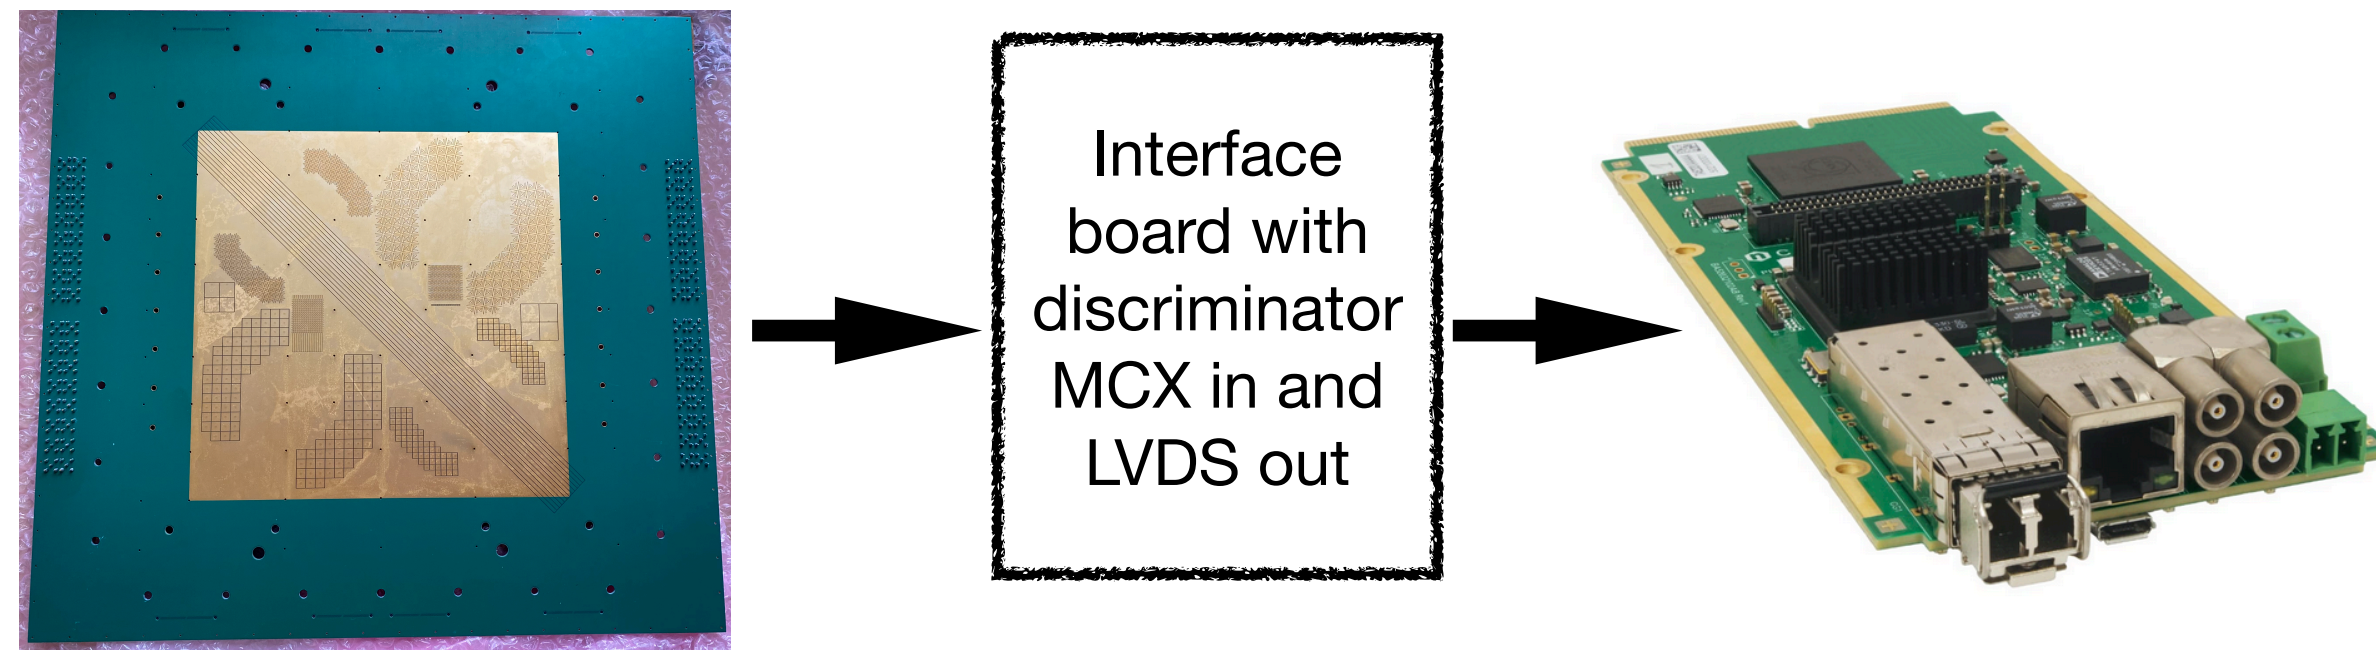 Interface
board with
discriminator
MCX in and
LVDS out